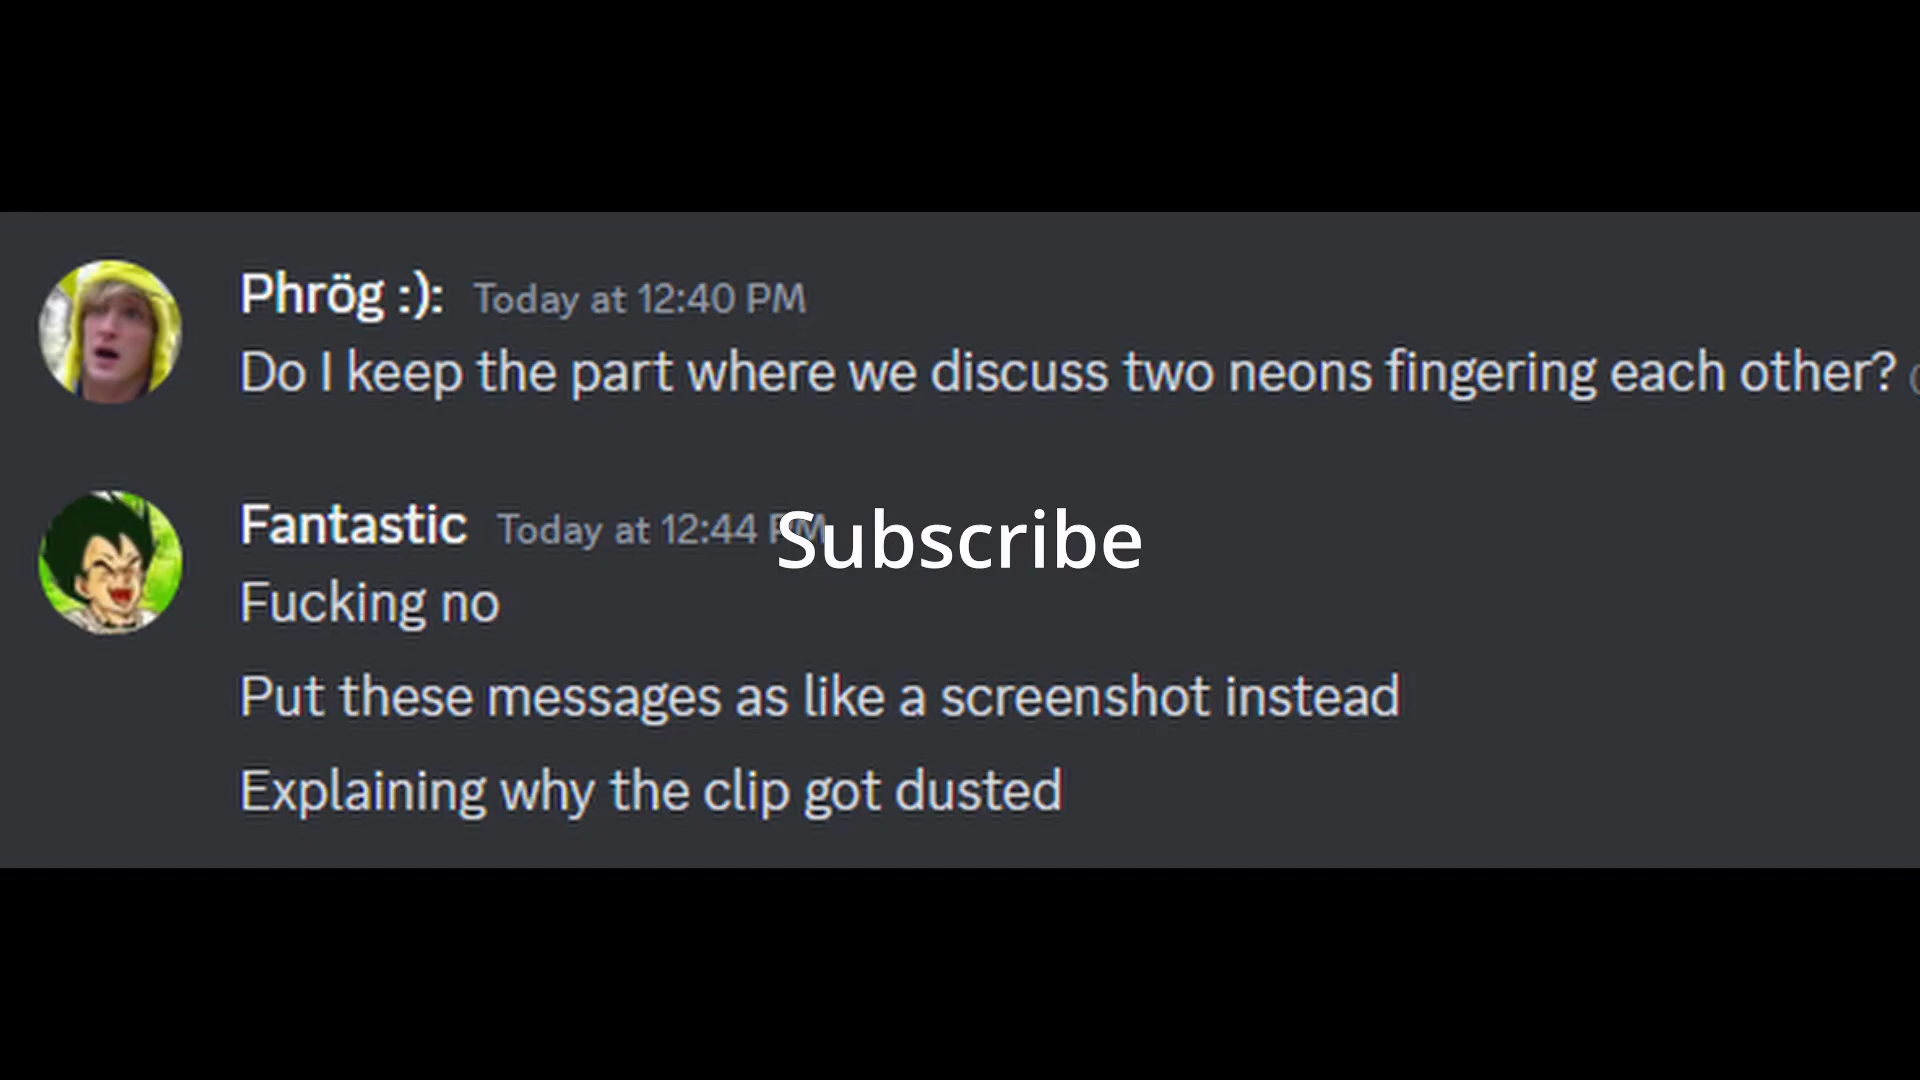 Phrög :): Today at 12:40 PM
Do I keep the part where we discuss two neons fingering each other?
Fantastic Today at 12:44 PM
Subscribe
Fucking no
Put these messages as like a screenshot instead
Explaining why the clip got dusted